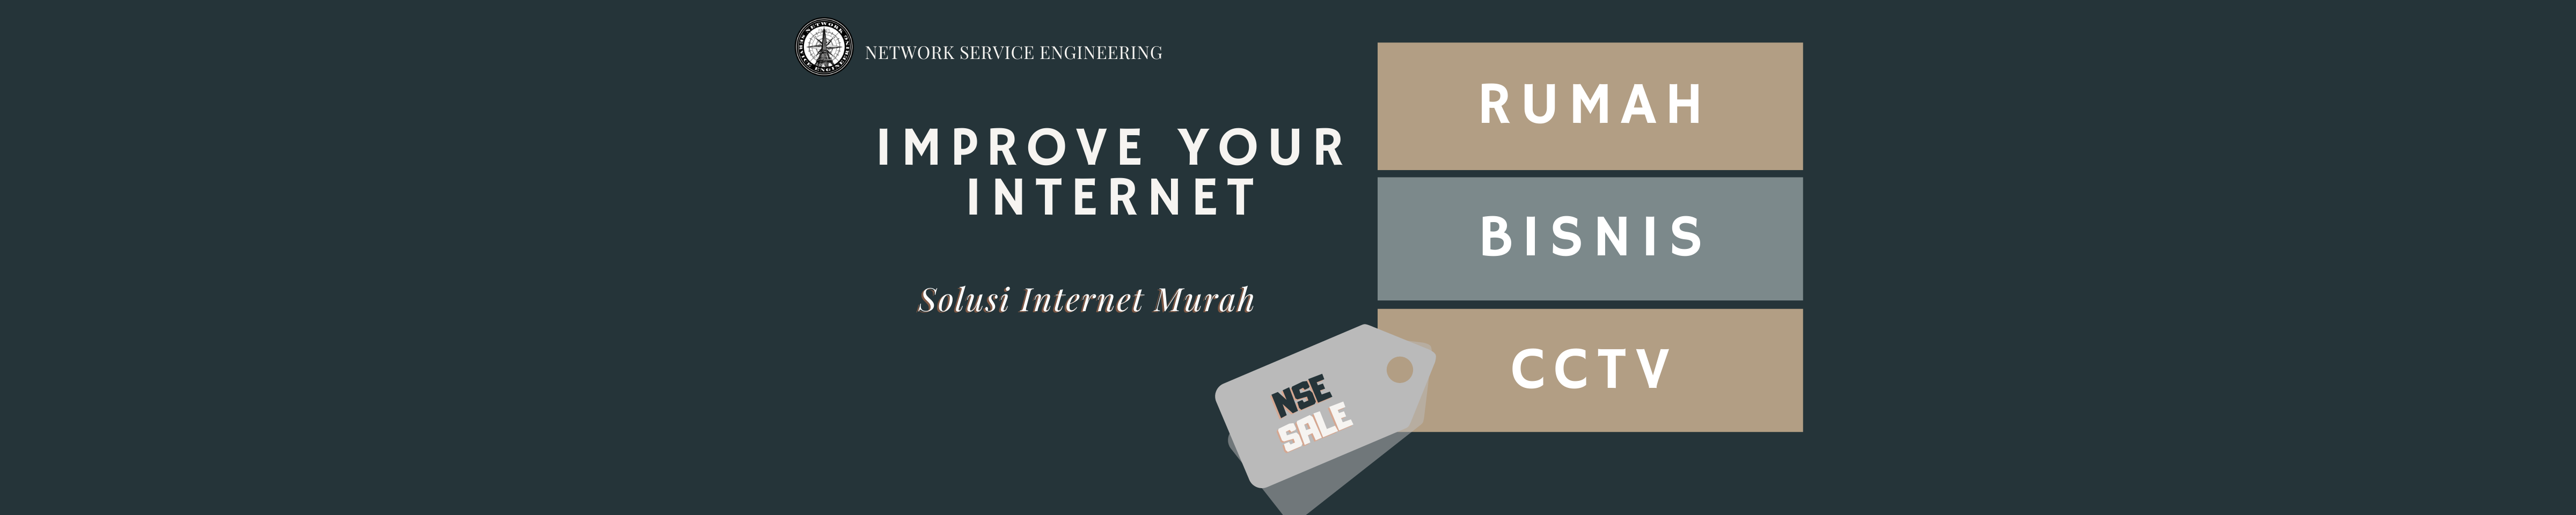 NETWORK SERVICE ENGINEERING
IMPROVE YOUR
INTERNET
Solusi Internet Murah
NSE
SALE
RUMAH
BISNIS
CCTV